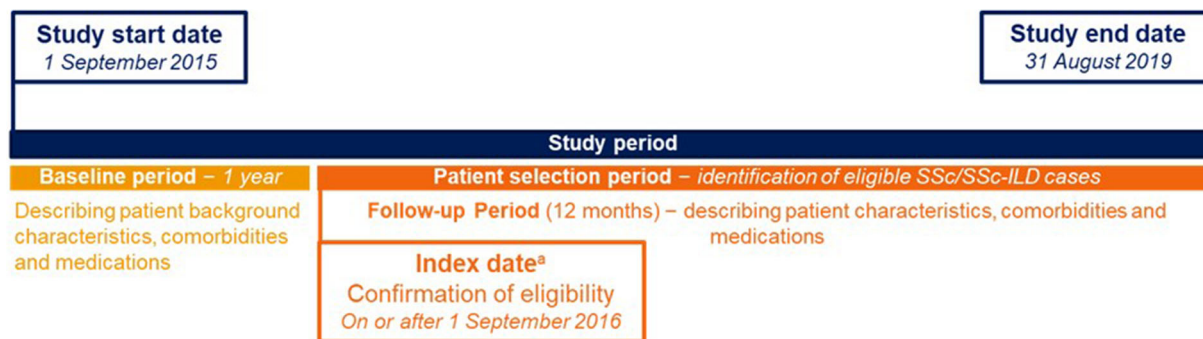 Study start date
1 September 2015
Study end date
31 August 2019
Study period
Baseline period – 1 year
Patient selection period – identification of eligible SSc/SSc-ILD cases
Describing patient background
characteristics, comorbidities
and medications
Follow-up Period (12 months) – describing patient characteristics, comorbidities and
medications
Index dateᵃ
Confirmation of eligibility
On or after 1 September 2016